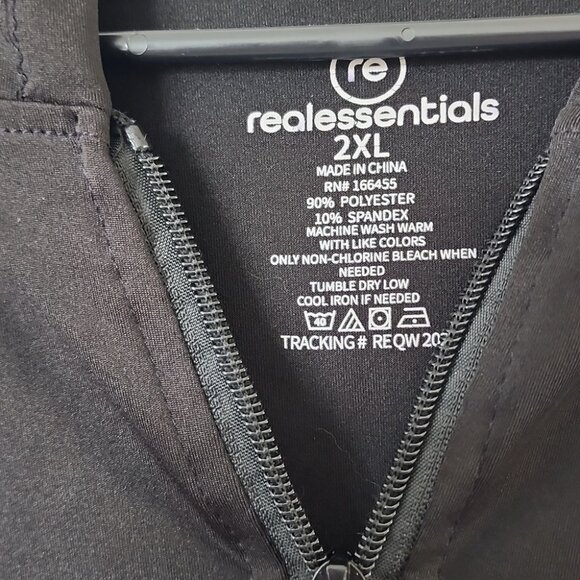 re
realessentials
2XL
MADE IN CHINA
RN# 166455
90% POLYESTER
10% SPANDEX
MACHINE WASH WARM
WITH LIKE COLORS
ONLY NON-CHLORINE BLEACH WHEN
NEEDED
TUMBLE DRY LOW
COOL IRON IF NEEDED
40
TRACKING# REQW